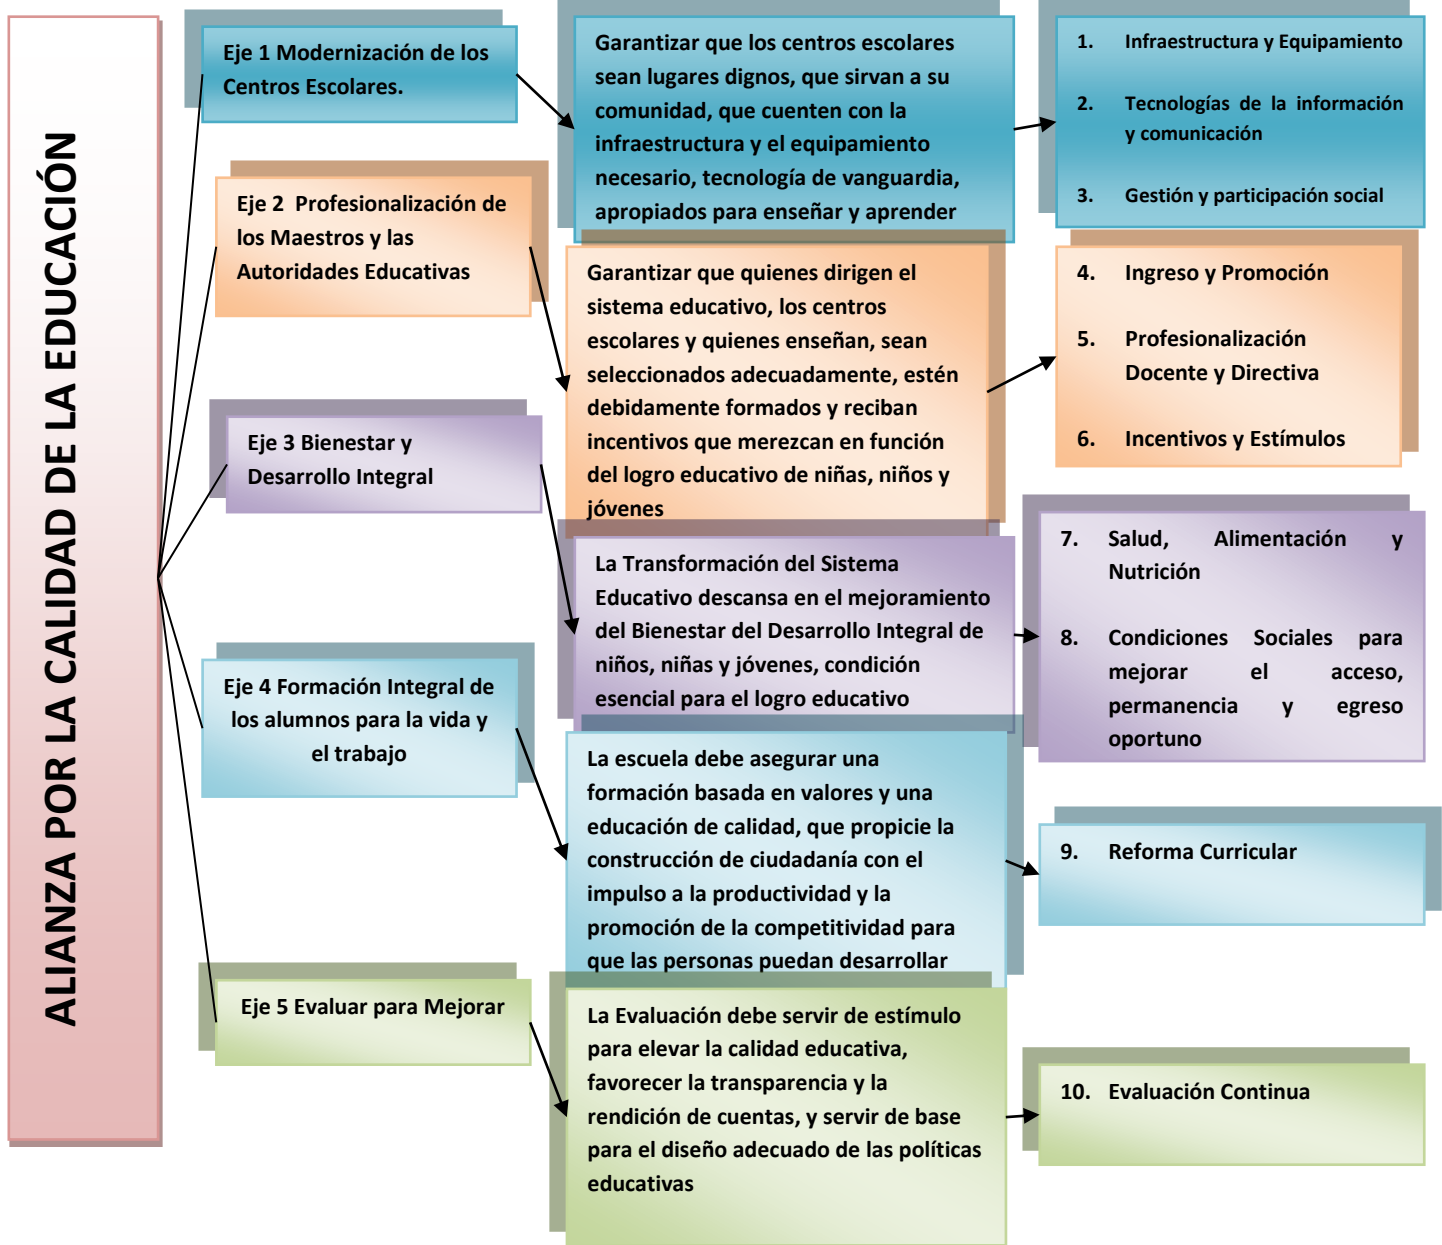 ALIANZA POR LA CALIDAD DE LA EDUCACIÓN
Eje 1 Modernización de los
Centros Escolares.
Garantizar que los centros escolares
sean lugares dignos, que sirvan a su
comunidad, que cuenten con la
infraestructura y el equipamiento
necesario, tecnología de vanguardia,
apropiados para enseñar y aprender
1. Infraestructura y Equipamiento
2. Tecnologías de la información
y comunicación
3. Gestión y participación social
Eje 2 Profesionalización de
los Maestros y las
Autoridades Educativas
Garantizar que quienes dirigen el
sistema educativo, los centros
escolares y quienes enseñan, sean
seleccionados adecuadamente, estén
debidamente formados y reciban
incentivos que merezcan en función
del logro educativo de niñas, niños y
jóvenes
4. Ingreso y Promoción
5. Profesionalización
Docente y Directiva
6. Incentivos y Estímulos
Eje 3 Bienestar y
Desarrollo Integral
La Transformación del Sistema
Educativo descansa en el mejoramiento
del Bienestar del Desarrollo Integral de
niños, niñas y jóvenes, condición
esencial para el logro educativo
7. Salud, Alimentación y
Nutrición
8. Condiciones Sociales para
mejorar el acceso,
permanencia y egreso
oportuno
Eje 4 Formación Integral de
los alumnos para la vida y
el trabajo
La escuela debe asegurar una
formación basada en valores y una
educación de calidad, que propicie la
construcción de ciudadanía con el
impulso a la productividad y la
promoción de la competitividad para
que las personas puedan desarrollar
9. Reforma Curricular
Eje 5 Evaluar para Mejorar
La Evaluación debe servir de estímulo
para elevar la calidad educativa,
favorecer la transparencia y la
rendición de cuentas, y servir de base
para el diseño adecuado de las políticas
educativas
10. Evaluación Continua